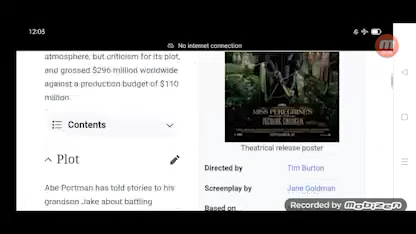 12:05
No internet connection
atmosphere, but criticism for its plot,
and grossed $296 million worldwide
against a production budget of $110
million.
Contents
Plot
Abe Portman has told stories to his
grandson Jake about battling
MISS PEREGRINE'S
PECULIAR CHILDREN
Theatrical release poster
Directed by Tim Burton
Screenplay by Jane Goldman
Based on
Recorded by Mobizen